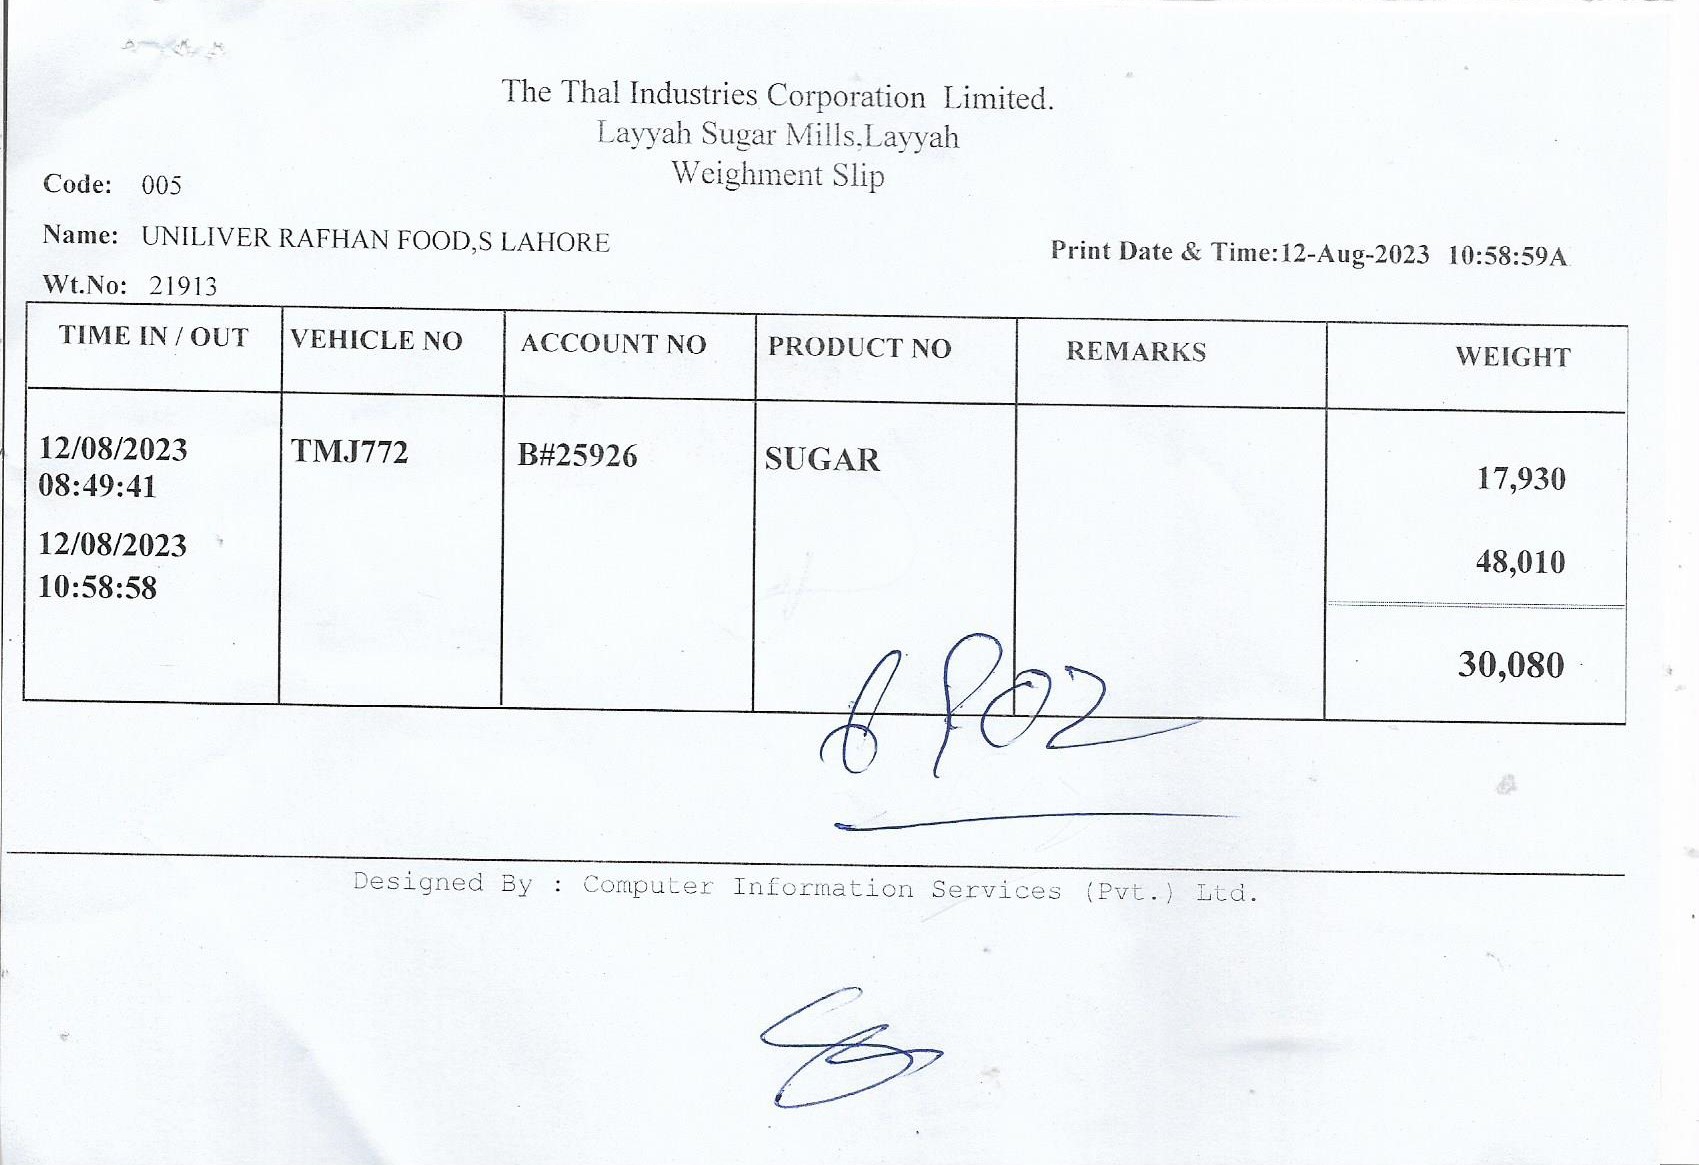 The Thal Industries Corporation Limited.
Layyah Sugar Mills,Layyah
Weighment Slip
Code: 005
Name: UNILIVER RAFHAN FOOD,S LAHORE
Print Date & Time:12-Aug-2023 10:58:59A
Wt.No: 21913
TIME IN / OUT VEHICLE NO ACCOUNT NO PRODUCT NO REMARKS WEIGHT
12/08/2023 TMJ772 B#25926 SUGAR 17,930
08:49:41
12/08/2023 48,010
10:58:58
30,080
Designed By : Computer Information Services (Pvt.) Ltd.